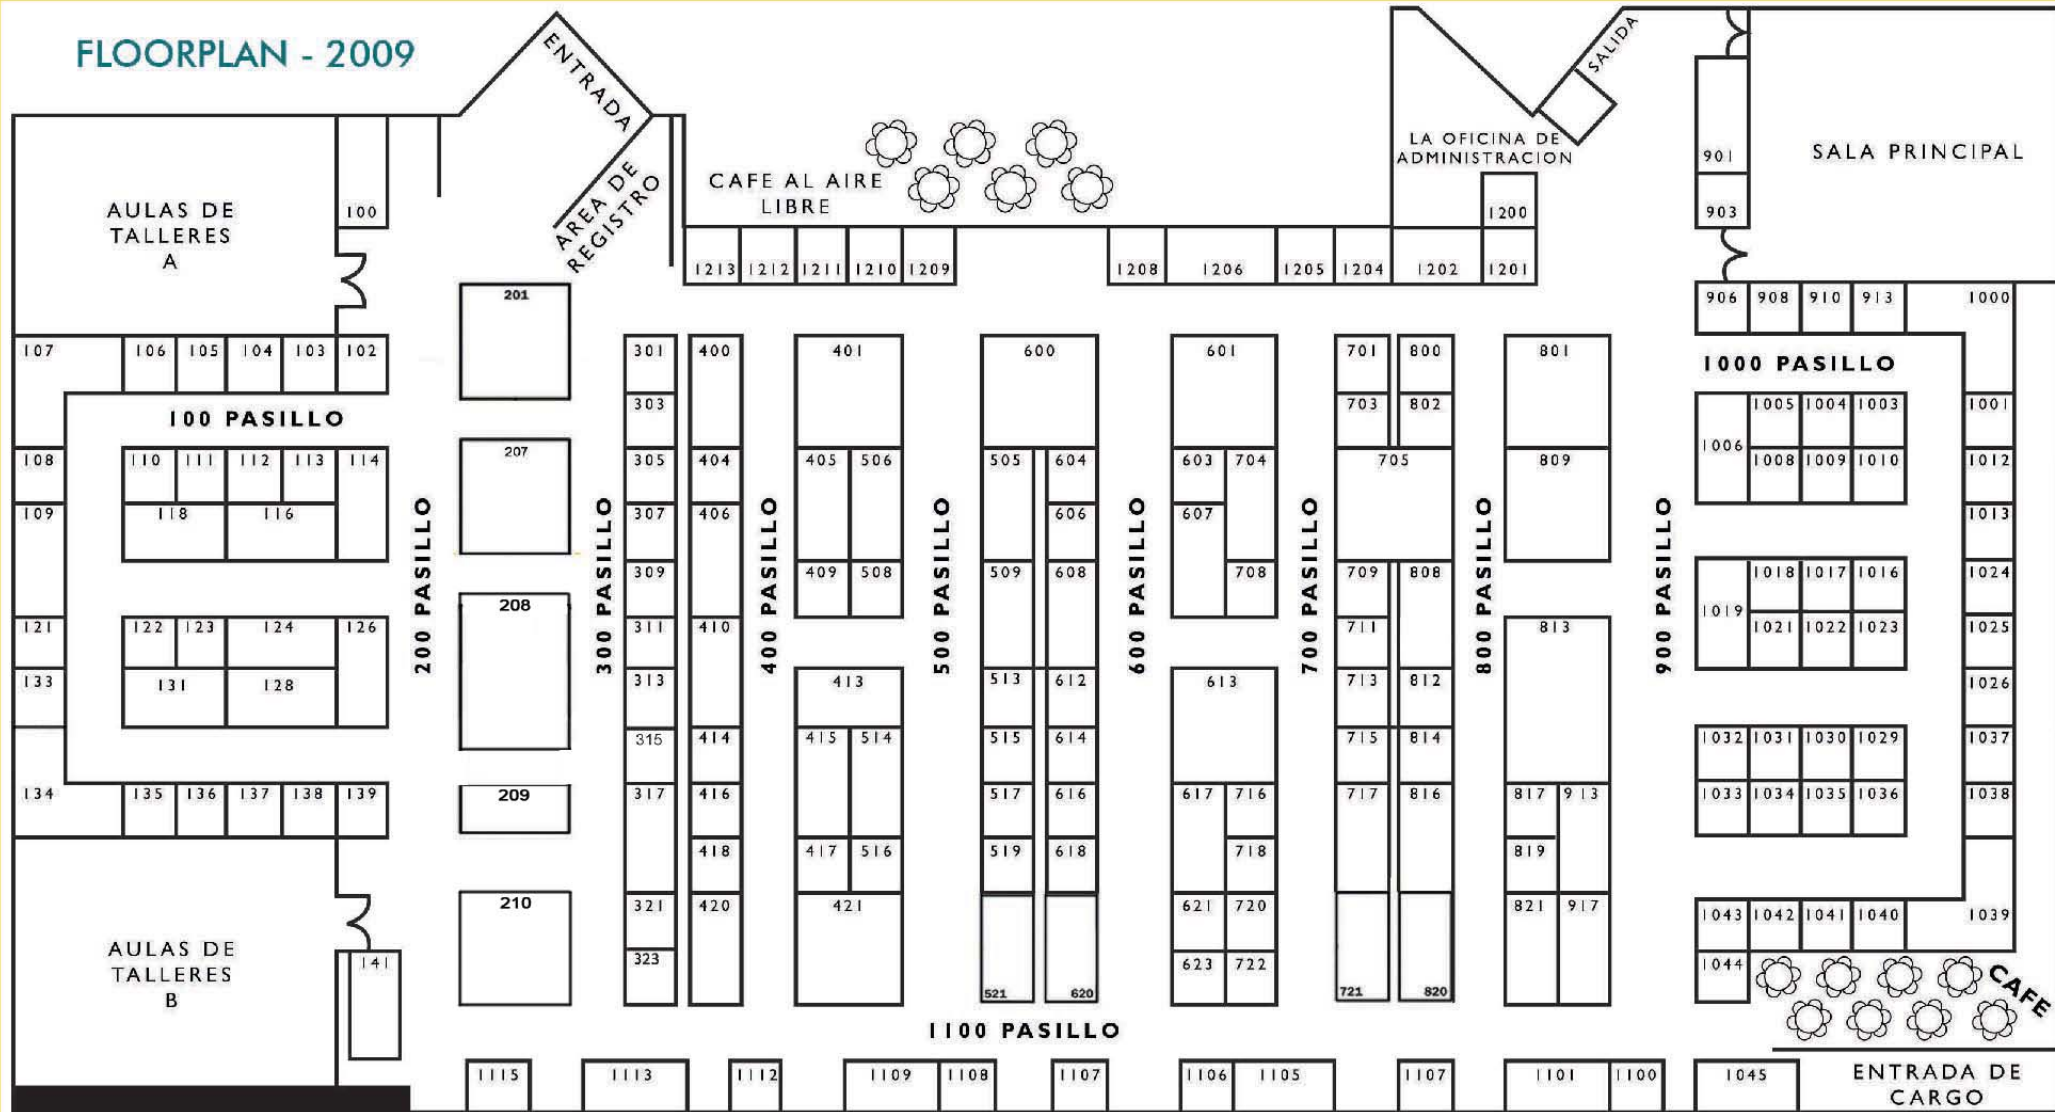 FLOORPLAN - 2009
ENTRADA
SALIDA
AREA DE
REGISTRO
CAFE AL AIRE
LIBRE
LA OFICINA DE
ADMINISTRACION
SALA PRINCIPAL
AULAS DE
TALLERES
A
100
901
903
1200
1213 1212 1211 1210 1209 1208 1206 1205 1204 1202 1201
201
906 908 910 913 1000
107 106 105 104 103 102
301 400 401 600 601 701 800 801
1000 PASILLO
303 703 802
1005 1004 1003 1001
100 PASILLO
1006
108 110 111 112 113 114
207
305 404 405 506 505 604 603 704 705 809
1008 1009 1010 1012
109 118 116
307 406 606 607
1013
200 PASILLO
300 PASILLO
400 PASILLO
500 PASILLO
600 PASILLO
700 PASILLO
800 PASILLO
900 PASILLO
309 409 508 509 608 708 709 808
1018 1017 1016 1024
208
1019
121 122 123 124 126
311 410 711 813
1021 1022 1023 1025
133 131 128
313 413 513 612 613 713 812
1026
315 414 415 514 515 614 715 814
1032 1031 1030 1029 1037
134 135 136 137 138 139
209
317 416 517 616 617 716 717 816 817 913
1033 1034 1035 1036 1038
418 417 516 519 618 718 819
210
321 420 421 621 720 821 917
1043 1042 1041 1040 1039
AULAS DE
TALLERES
B
141
323 623 722
1044
CAFE
521 620 721 820
1100 PASILLO
1115 1113 1112 1109 1108 1107 1106 1105 1107 1101 1100 1045
ENTRADA DE
CARGO